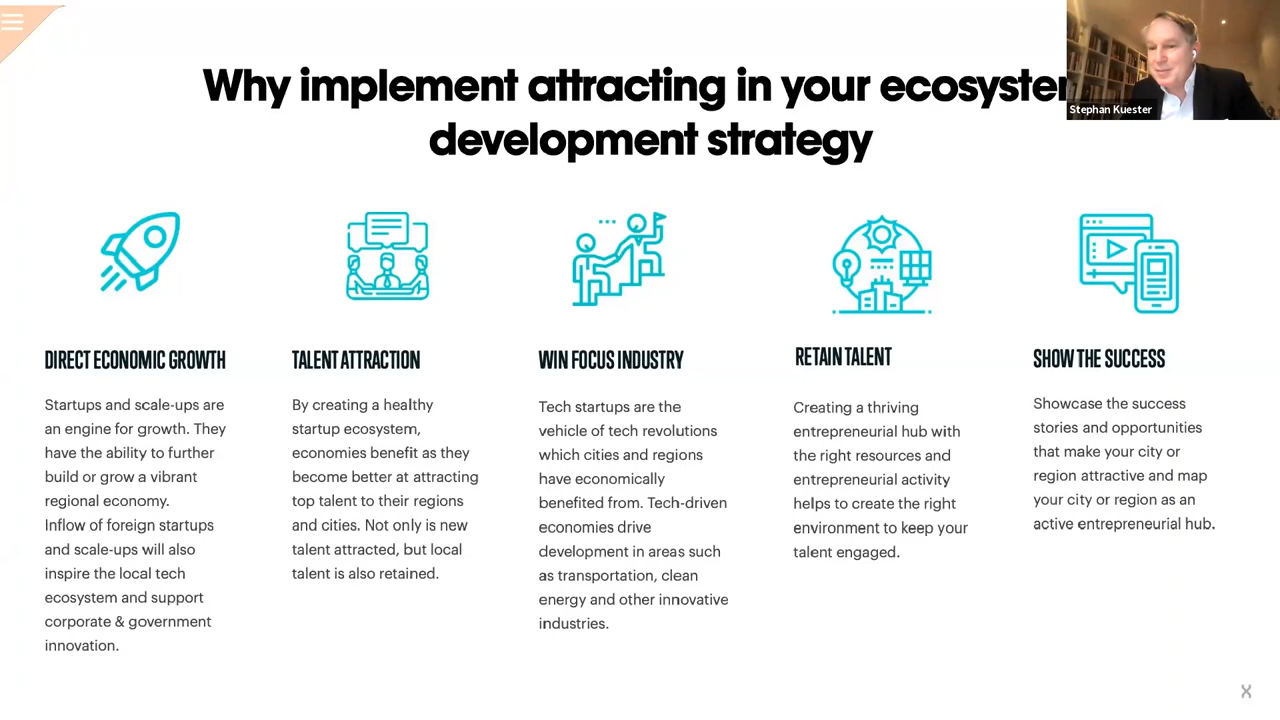 Why implement attracting in your ecosystem
development strategy
Stephan Kuester
DIRECT ECONOMIC GROWTH
Startups and scale-ups are
an engine for growth. They
have the ability to further
build or grow a vibrant
regional economy.
Inflow of foreign startups
and scale-ups will also
inspire the local tech
ecosystem and support
corporate & government
innovation.
TALENT ATTRACTION
By creating a healthy
startup ecosystem,
economies benefit as they
become better at attracting
top talent to their regions
and cities. Not only is new
talent attracted, but local
talent is also retained.
WIN FOCUS INDUSTRY
Tech startups are the
vehicle of tech revolutions
which cities and regions
have economically
benefited from. Tech-driven
economies drive
development in areas such
as transportation, clean
energy and other innovative
industries.
RETAIN TALENT
Creating a thriving
entrepreneurial hub with
the right resources and
entrepreneurial activity
helps to create the right
environment to keep your
talent engaged.
SHOW THE SUCCESS
Showcase the success
stories and opportunities
that make your city or
region attractive and map
your city or region as an
active entrepreneurial hub.
X